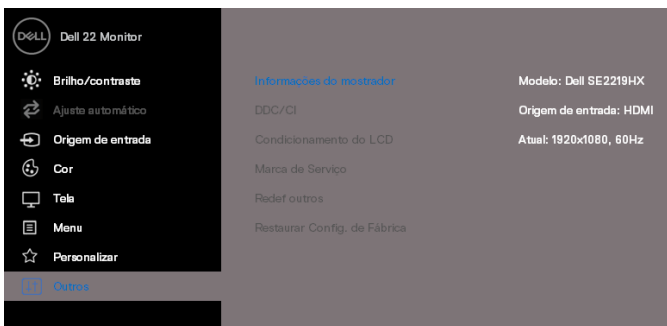 DELL
Dell 22 Monitor
Brilho/contraste
Ajuste automático
Origem de entrada
Cor
Tela
Menu
Personalizar
Outros
Informações do mostrador
DDC/CI
Condicionamento do LCD
Marca de Serviço
Redef outros
Restaurar Config. de Fábrica
Modelo: Dell SE2219HX
Origem de entrada: HDMI
Atual: 1920x1080, 60Hz